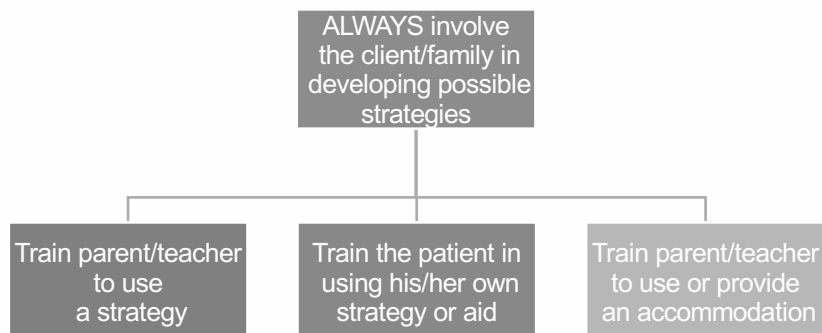 ALWAYS involve
the client/family in
developing possible
strategies
Train parent/teacher
to use
a strategy
Train the patient in
using his/her own
strategy or aid
Train parent/teacher
to use or provide
an accommodation